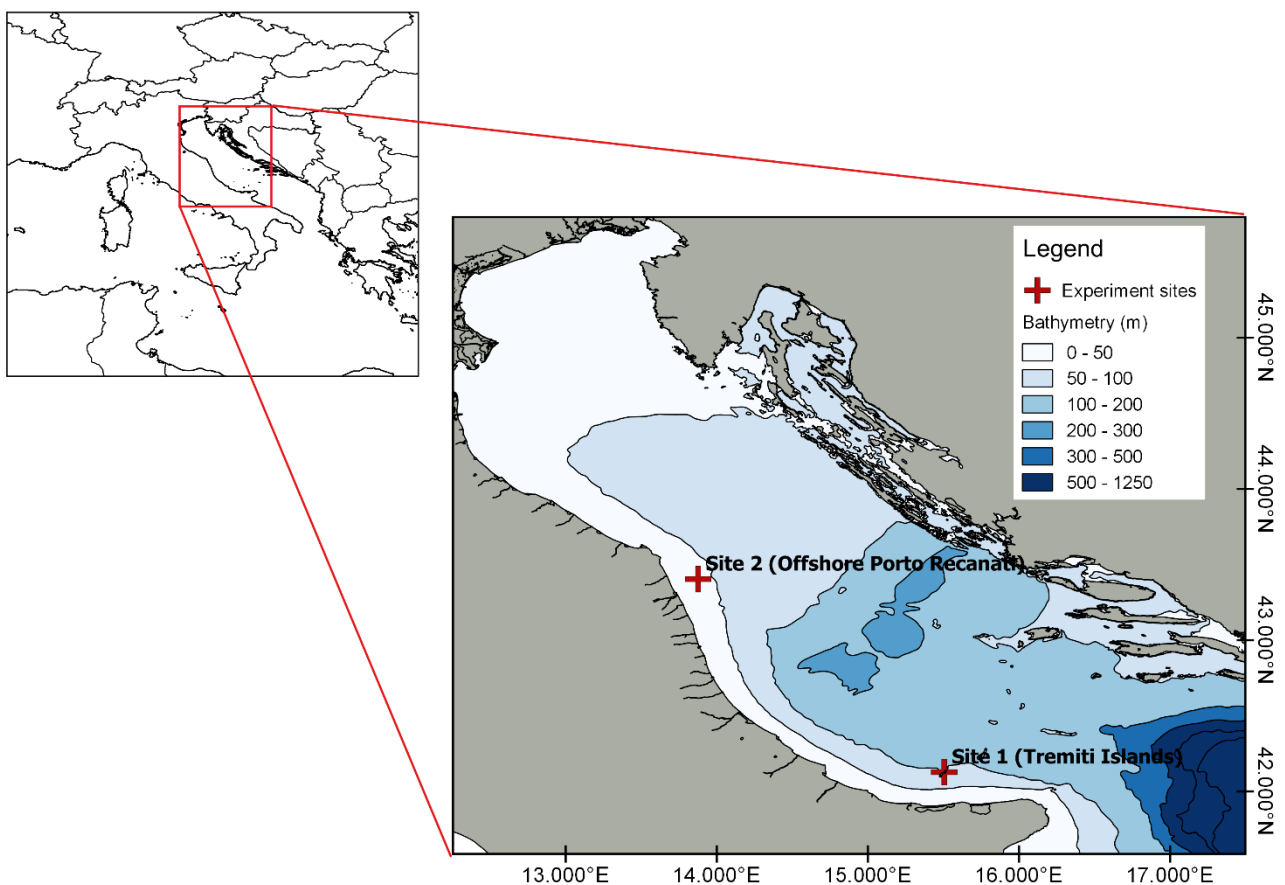 Legend
Experiment sites
Bathymetry (m)
0 - 50
50 - 100
100 - 200
200 - 300
300 - 500
500 - 1250
Site 2 (Offshore Porto Recanati)
Sité 1 (Tremiti Islands)
45.000°N
44.000°N
43.000°N
42.000°N
13.000°E
14.000°E
15.000°E
16.000°E
17.000°E